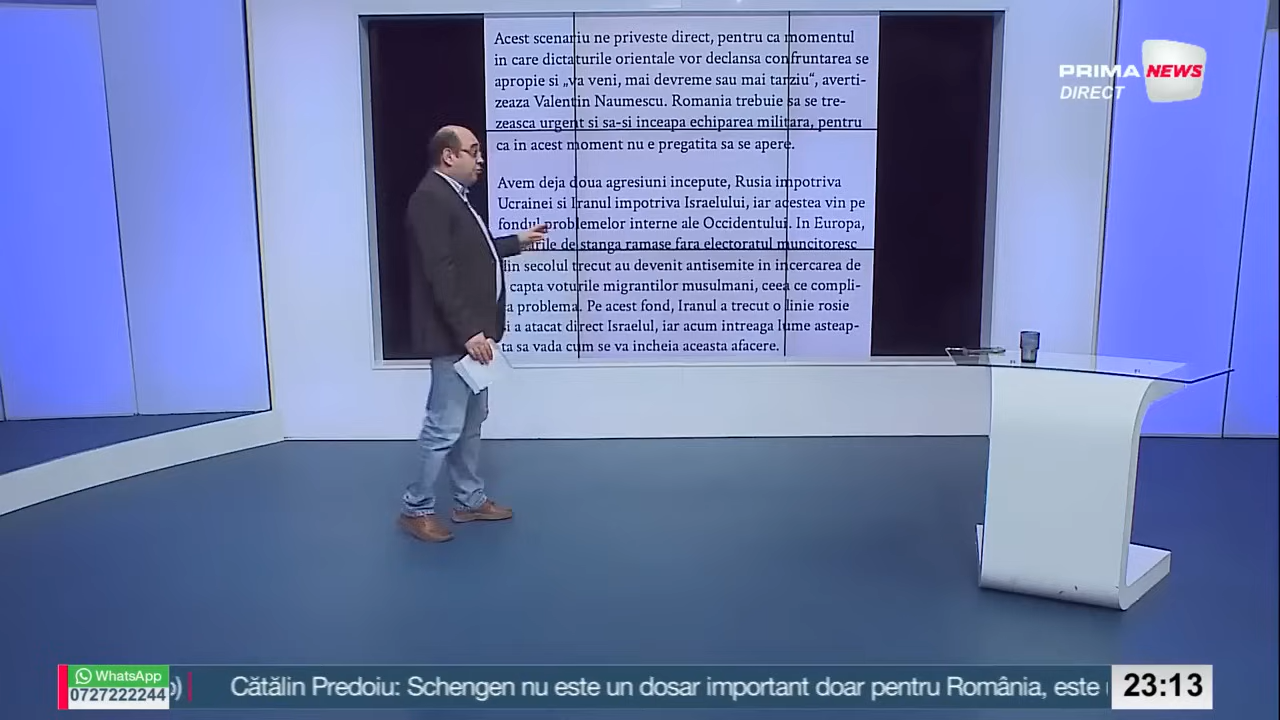 Acest scenariu ne priveste direct, pentru ca momentul
in care dictaturile orientale vor declansa confruntarea se
apropie si „va veni, mai devreme sau mai tarziu“, averti-
zeaza Valentin Naumescu. Romania trebuie sa se tre-
zeasca urgent si sa-si inceapa echiparea militara, pentru
ca in acest moment nu e pregatita sa se apere.
Avem deja doua agresiuni incepute, Rusia impotriva
Ucrainei si Iranul impotriva Israelului, iar acestea vin pe
fondul problemelor interne ale Occidentului. In Europa,
de stanga ramase fara electoratul muncitoresc
din secolul trecut au devenit antisemite in incercarea de
capta voturile migrantilor musulmani, ceea ce compli-
ca problema. Pe acest fond, Iranul a trecut o linie rosie
si a atacat direct Israelul, iar acum intreaga lume asteap-
ta sa vada cum se va incheia aceasta afacere.
PRIMA NEWS
DIRECT
WhatsApp
0727222244
Cătălin Predoiu: Schengen nu este un dosar important doar pentru România, este
23:13